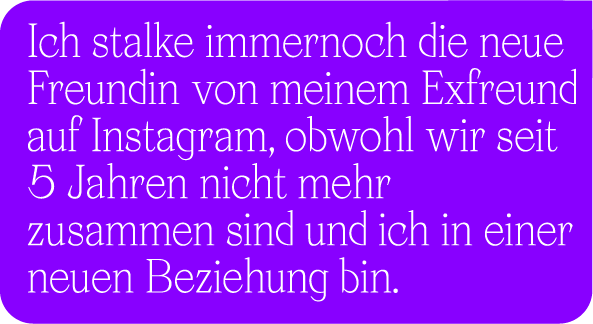 Ich stalke immernoch die neue
Freundin von meinem Exfreund
auf Instagram, obwohl wir seit
5 Jahren nicht mehr
zusammen sind und ich in einer
neuen Beziehung bin.